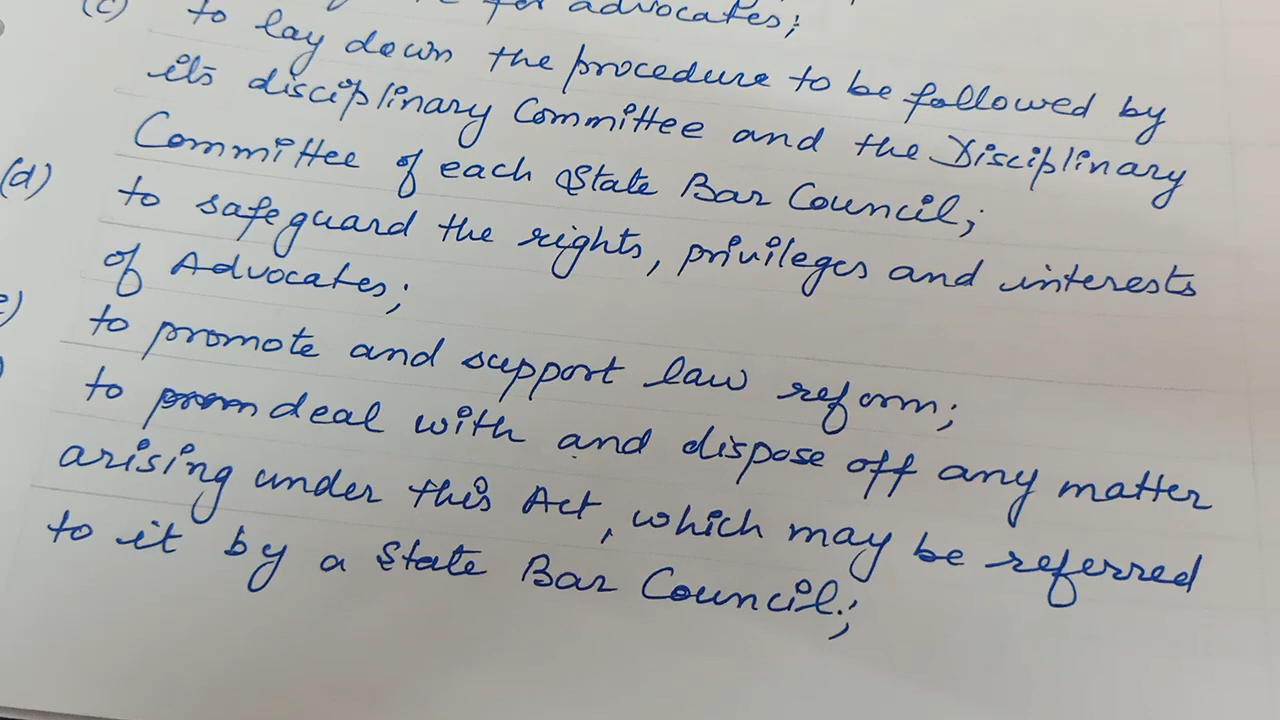 for advocates;
(c) to lay down the procedure to be followed by
its disciplinary Committee and the Disciplinary
Committee of each State Bar Council;
(d) to safeguard the rights, privileges and interests
of Advocates;
to promote and support law reform;
to deal with and dispose off any matter
arising under this Act, which may be referred
to it by a State Bar Council;